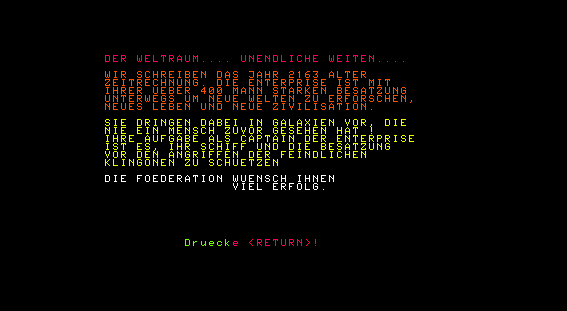 DER WELTRAUM.... UNENDLICHE WEITEN....
WIR SCHREIBEN DAS JAHR 2163 ALTER
ZEITRECHNUNG. DIE ENTERPRISE IST MIT
IHRER UEBER 400 MANN STARKEN BESATZUNG
UNTERWEGS UM NEUE WELTEN ZU ERFORSCHEN,
NEUES LEBEN UND NEUE ZIVILISATION.
SIE DRINGEN DABEI IN GALAXIEN VOR, DIE
NIE EIN MENSCH ZUVOR GESEHEN HAT !
IHRE AUFGABE ALS CAPTAIN DER ENTERPRISE
IST ES, IHR SCHIFF UND DIE BESATZUNG
VOR DEN ANGRIFFEN DER FEINDLICHEN
KLINGONEN ZU SCHUETZEN
DIE FOEDERATION WUENSCH IHNEN
VIEL ERFOLG.
Druecke <RETURN>!